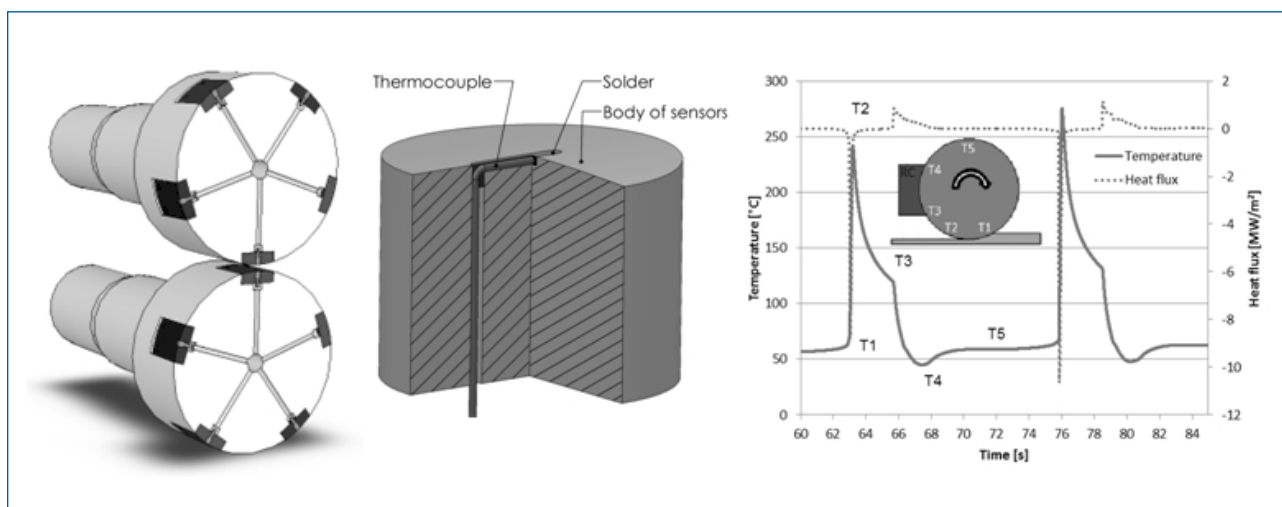 Thermocouple
Solder
Body of sensors
300
250
200
150
100
50
0
Temperature [°C]
60 62 64 66 68 70 72 74 76 78 80 82 84
Time [s]
2
0
-2
-4
-6
-8
-10
-12
Heat flux [MW/m²]
Temperature
Heat flux
T2
T5
T4
RC
T3
T2
T1
T3
T1
T5
T4